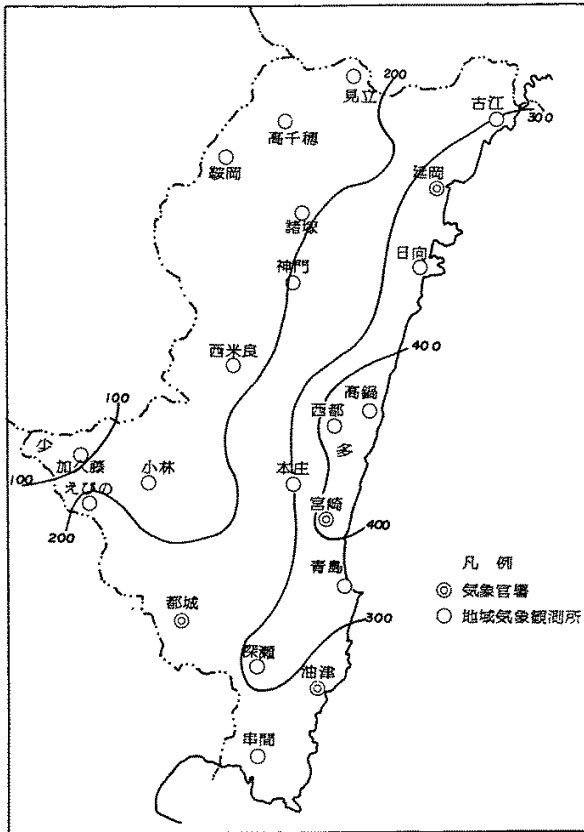 200
見立
古江
300
高千穂
鞍岡
延岡
諸塚
神門
日向
西米良
400
100
高鍋
西都
少
多
加久藤
小林
本庄
100
えびの
宮崎
200
400
青島
凡 例
◎ 気象官署
○ 地域気象観測所
都城
300
深瀬
油津
串間